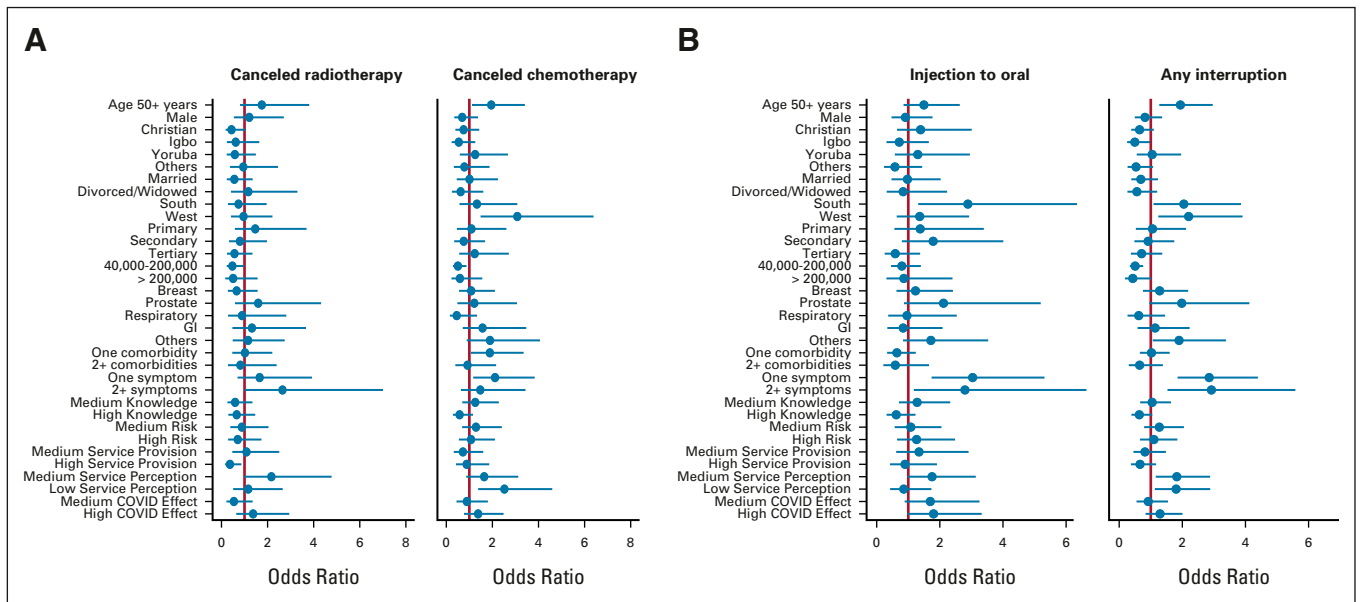 A
B
Canceled radiotherapy
Canceled chemotherapy
Injection to oral
Any interruption
Age 50+ years
Male
Christian
Igbo
Yoruba
Others
Married
Divorced/Widowed
South
West
Primary
Secondary
Tertiary
40,000-200,000
> 200,000
Breast
Prostate
Respiratory
GI
Others
One comorbidity
2+ comorbidities
One symptom
2+ symptoms
Medium Knowledge
High Knowledge
Medium Risk
High Risk
Medium Service Provision
High Service Provision
Medium Service Perception
Low Service Perception
Medium COVID Effect
High COVID Effect
0 2 4 6 8
Odds Ratio
0 2 4 6 8
Odds Ratio
Age 50+ years
Male
Christian
Igbo
Yoruba
Others
Married
Divorced/Widowed
South
West
Primary
Secondary
Tertiary
40,000-200,000
> 200,000
Breast
Prostate
Respiratory
GI
Others
One comorbidity
2+ comorbidities
One symptom
2+ symptoms
Medium Knowledge
High Knowledge
Medium Risk
High Risk
Medium Service Provision
High Service Provision
Medium Service Perception
Low Service Perception
Medium COVID Effect
High COVID Effect
0 2 4 6
Odds Ratio
0 2 4 6
Odds Ratio